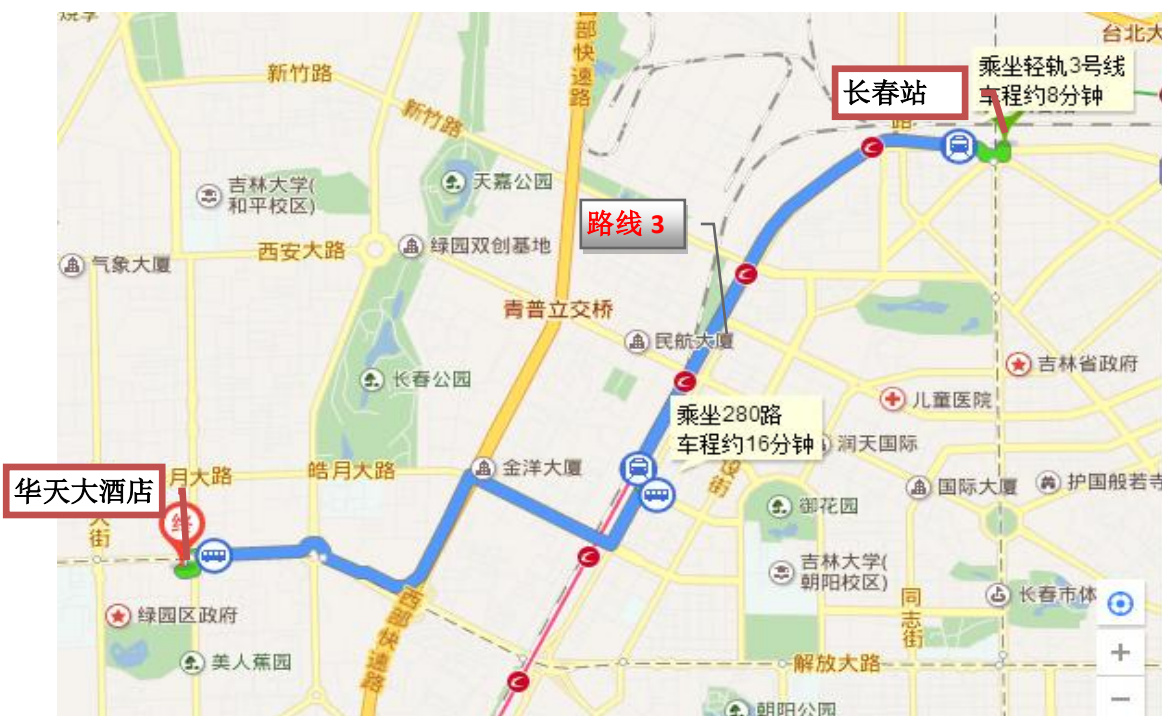 台北大
西部快速路
乘坐轻轨3号线
车程约8分钟
长春站
新竹路
新竹路
路
吉林大学(
和平校区)
天嘉公园
路线 3
西安大路
绿园双创基地
气象大厦
青普立交桥
民航大厦
吉林省政府
长春公园
儿童医院
乘坐280路
车程约16分钟
润天国际
设街
月大路
皓月大路
金洋大厦
国际大厦
护国般若寺
华天大酒店
御花园
终
大街
吉林大学(
朝阳校区)
同志街
长春市体
绿园区政府
西部快速路
美人蕉园
解放大路
朝阳公园